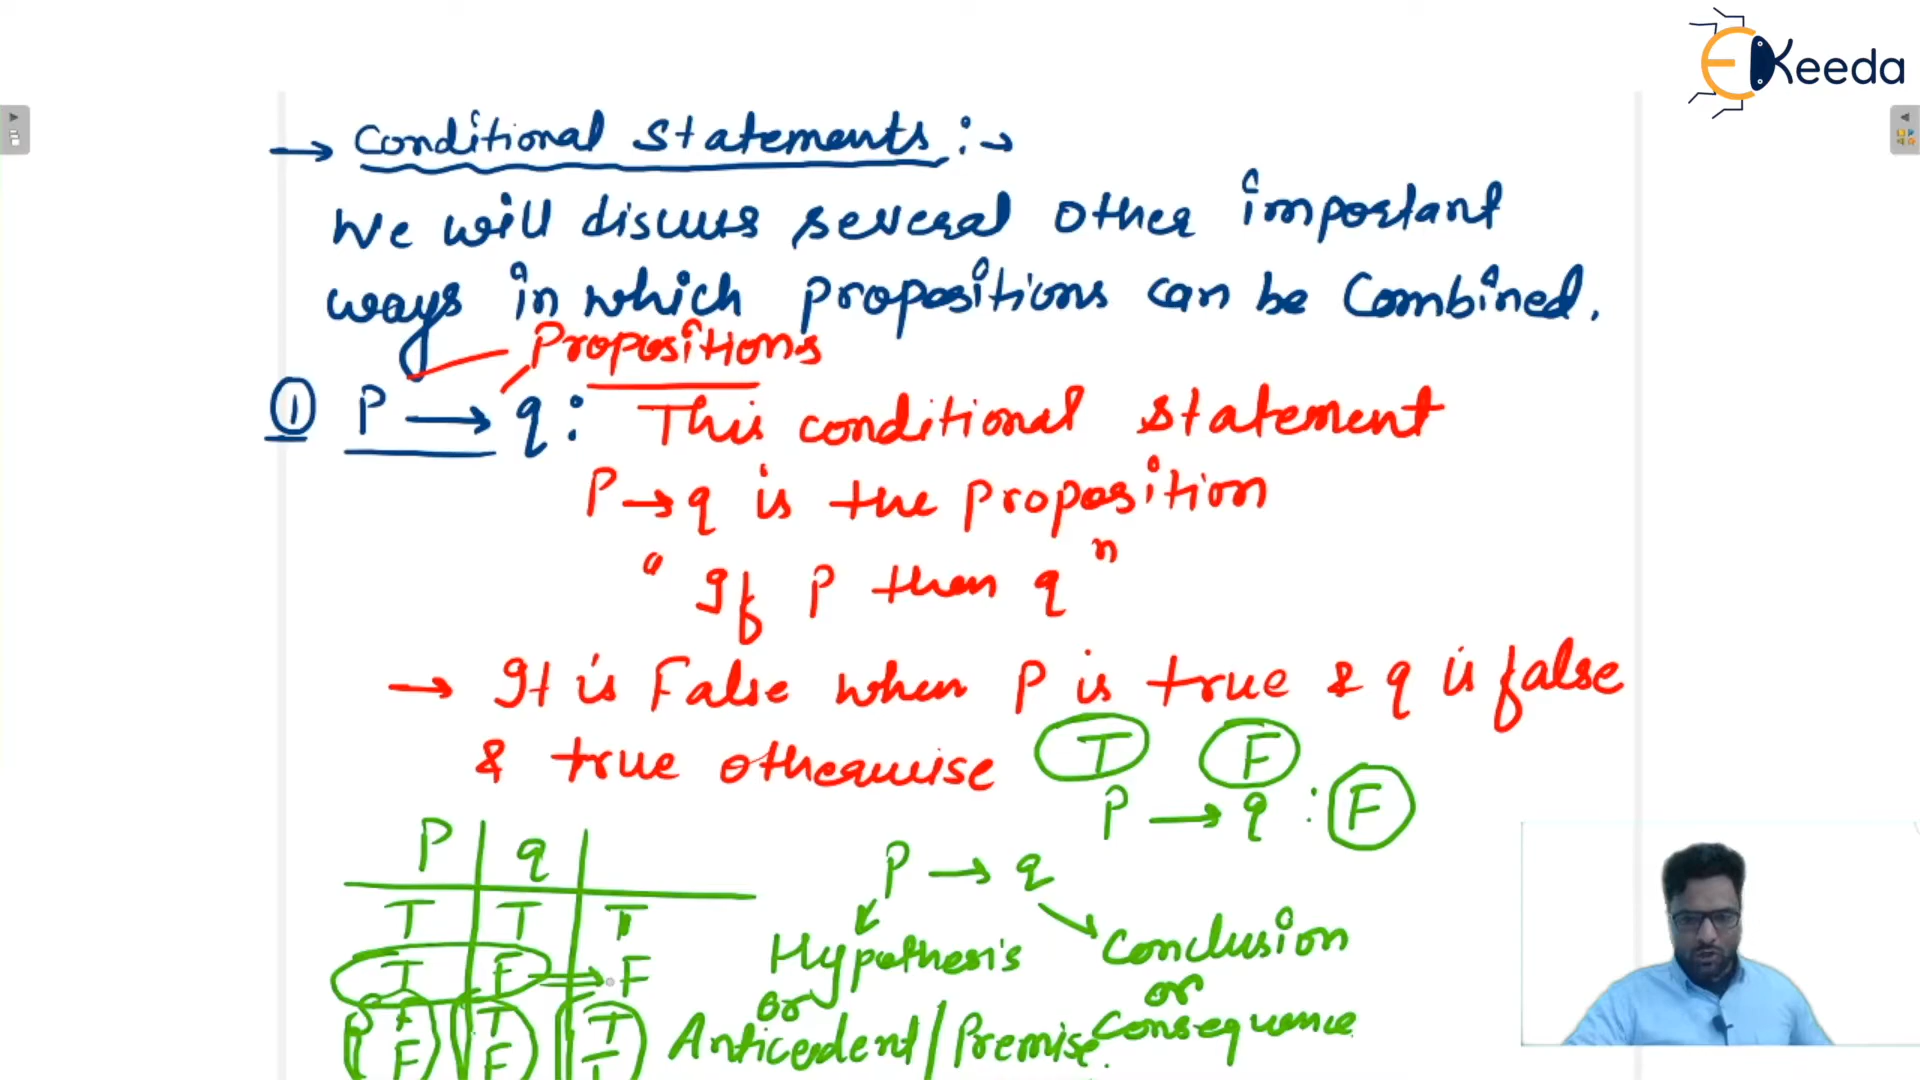 EKeeda
→ Conditional Statements :→
We will discuss several other important
ways in which propositions can be Combined.
Propositions
① P → q : This conditional statement
P → q is the proposition
"If P then q"
→ It is False when P is true & q is false
& true otherwise
T F
P → q : F
P q
T T T
T F F
F T T
F F T
P → q
Hypothesis
or
Anticedent / Premise
Conclusion
or
Consequence